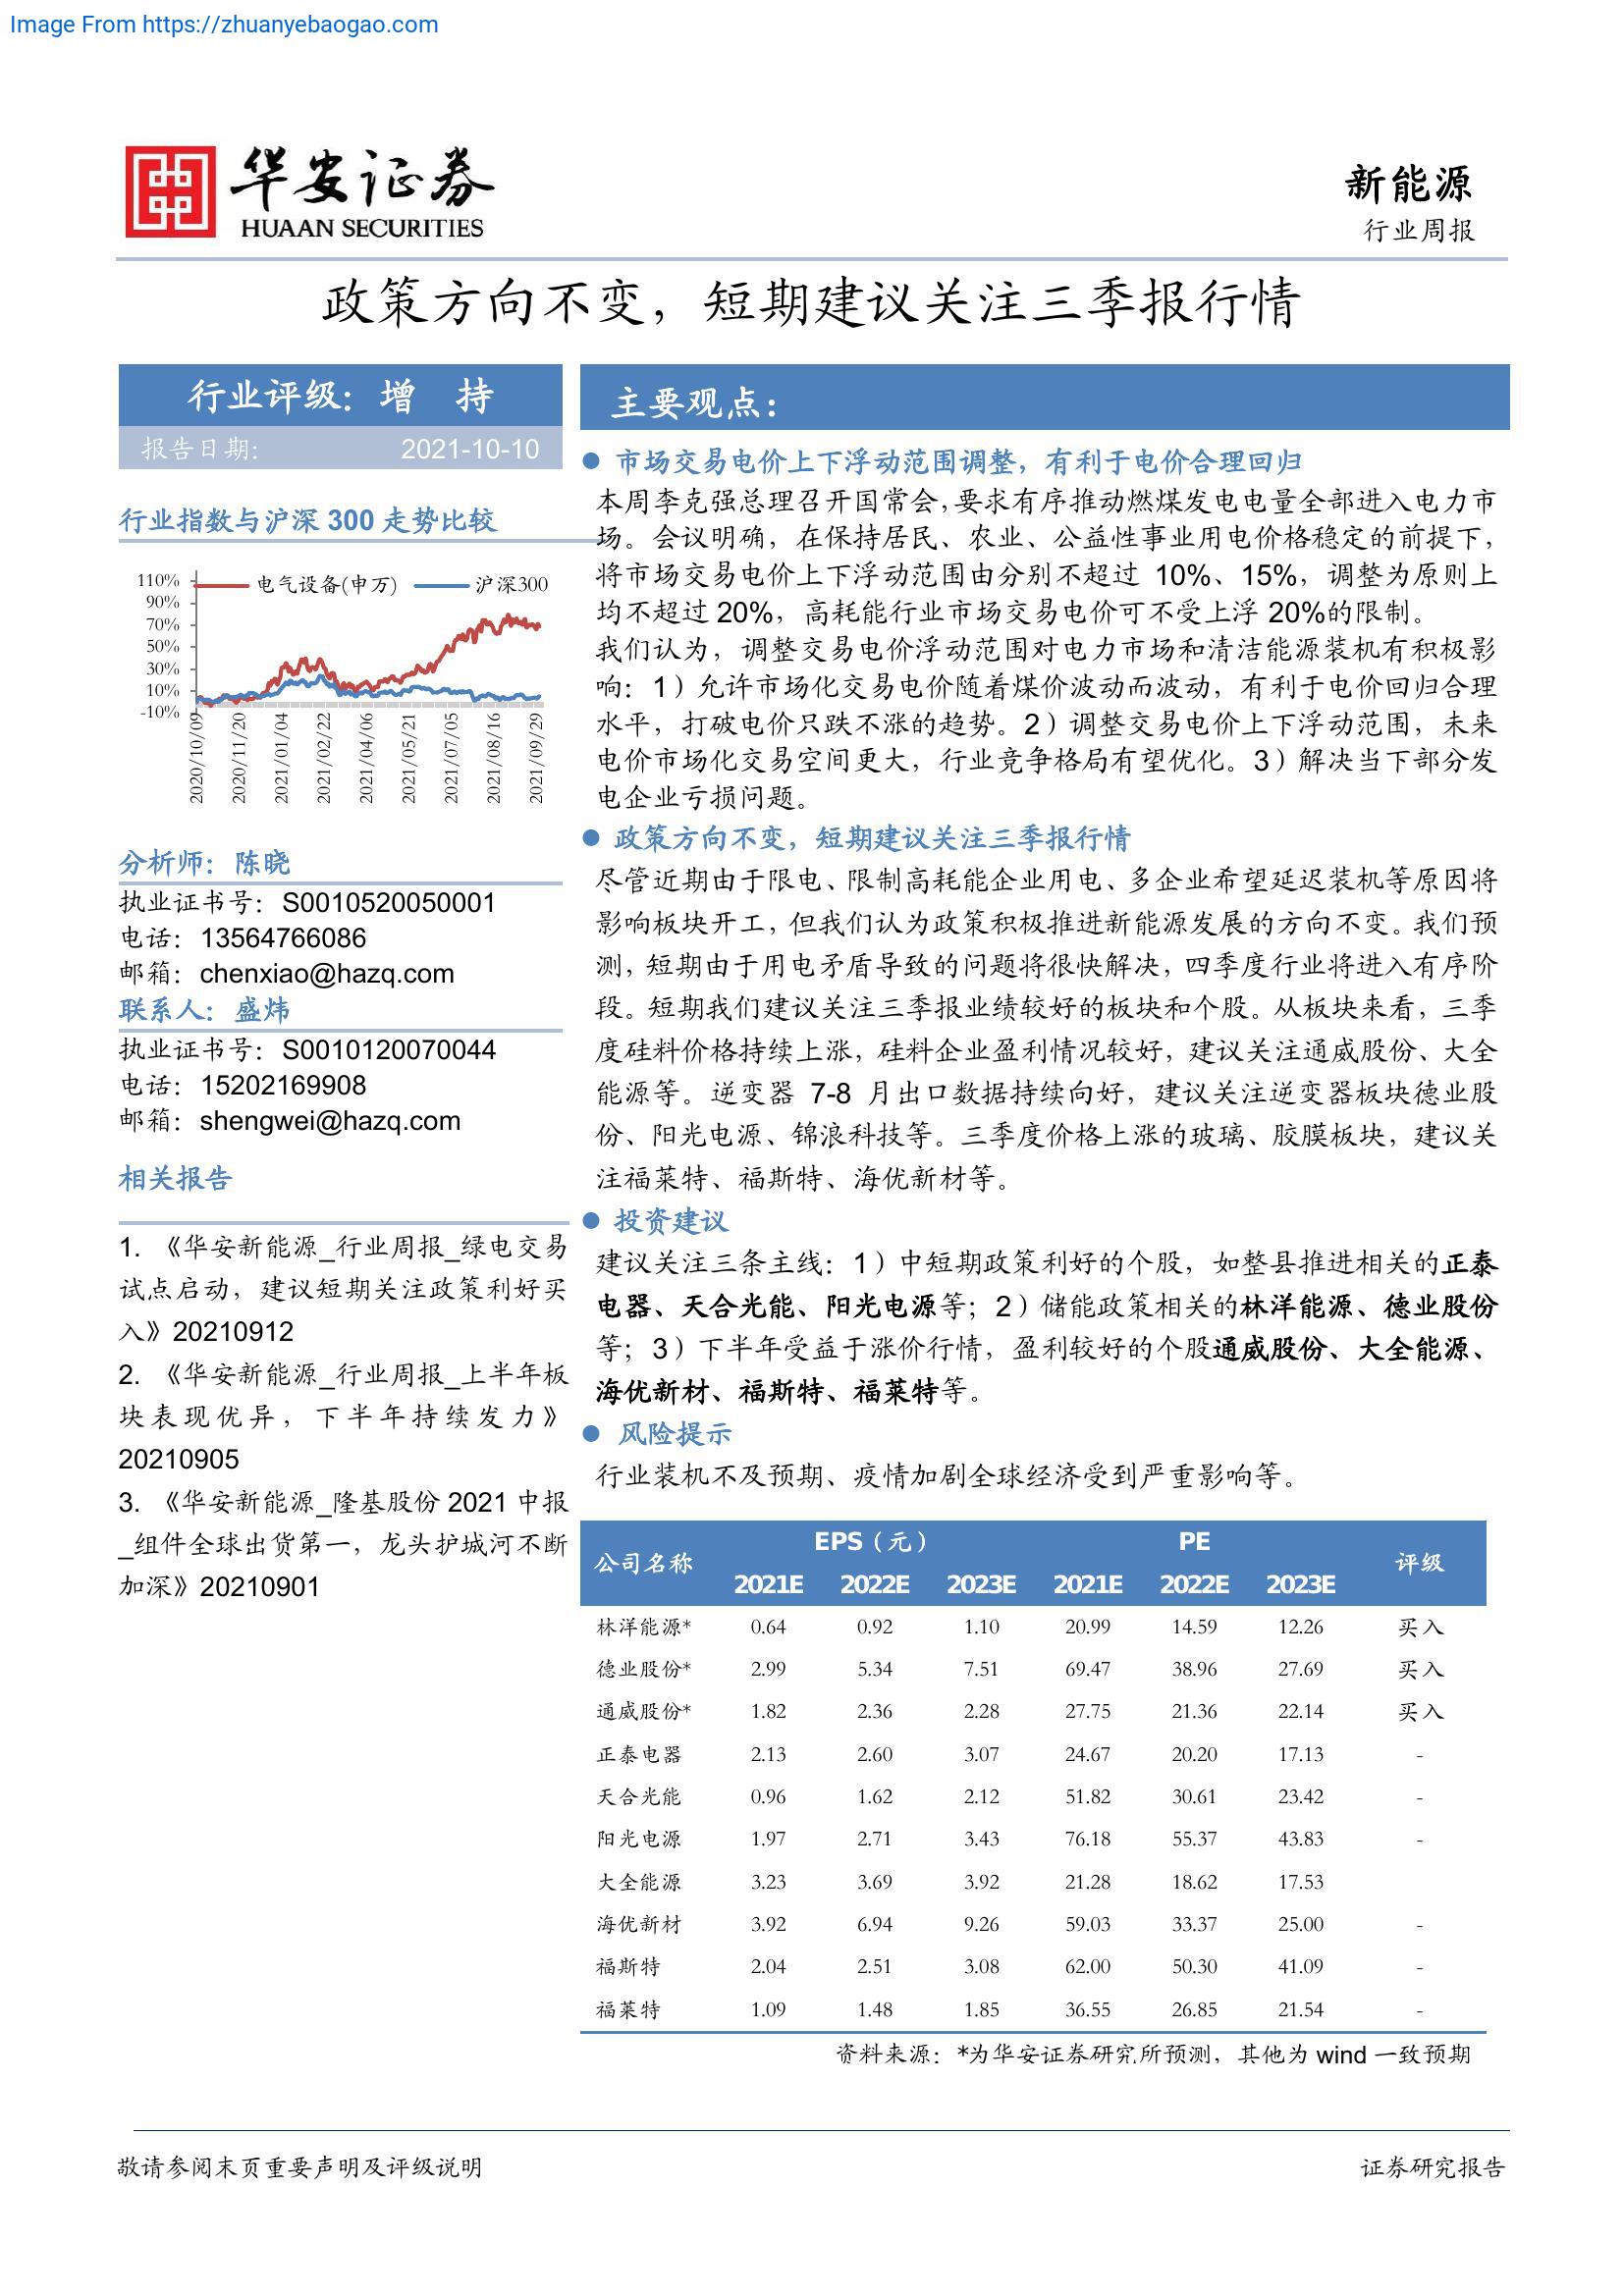 Image From https://zhuanyebaogao.com
华安证券
HUAAN SECURITIES
新能源
行业周报
政策方向不变，短期建议关注三季报行情
行业评级：增 持
报告日期： 2021-10-10
行业指数与沪深 300 走势比较
电气设备(申万) 沪深300
110%
90%
70%
50%
30%
10%
-10%
2020/10/09
2020/11/20
2021/01/04
2021/02/22
2021/04/06
2021/05/21
2021/07/05
2021/08/16
2021/09/29
分析师：陈晓
执业证书号：S0010520050001
电话：13564766086
邮箱：chenxiao@hazq.com
联系人：盛炜
执业证书号：S0010120070044
电话：15202169908
邮箱：shengwei@hazq.com
相关报告
1. 《华安新能源_行业周报_绿电交易
试点启动，建议短期关注政策利好买
入》20210912
2. 《华安新能源_行业周报_上半年板
块表现优异，下半年持续发力》
20210905
3. 《华安新能源_隆基股份 2021 中报
_组件全球出货第一，龙头护城河不断
加深》20210901
主要观点：
● 市场交易电价上下浮动范围调整，有利于电价合理回归
本周李克强总理召开国常会，要求有序推动燃煤发电电量全部进入电力市
场。会议明确，在保持居民、农业、公益性事业用电价格稳定的前提下，
将市场交易电价上下浮动范围由分别不超过 10%、15%，调整为原则上
均不超过 20%，高耗能行业市场交易电价可不受上浮 20%的限制。
我们认为，调整交易电价浮动范围对电力市场和清洁能源装机有积极影
响：1）允许市场化交易电价随着煤价波动而波动，有利于电价回归合理
水平，打破电价只跌不涨的趋势。2）调整交易电价上下浮动范围，未来
电价市场化交易空间更大，行业竞争格局有望优化。3）解决当下部分发
电企业亏损问题。
● 政策方向不变，短期建议关注三季报行情
尽管近期由于限电、限制高耗能企业用电、多企业希望延迟装机等原因将
影响板块开工，但我们认为政策积极推进新能源发展的方向不变。我们预
测，短期由于用电矛盾导致的问题将很快解决，四季度行业将进入有序阶
段。短期我们建议关注三季报业绩较好的板块和个股。从板块来看，三季
度硅料价格持续上涨，硅料企业盈利情况较好，建议关注通威股份、大全
能源等。逆变器 7-8 月出口数据持续向好，建议关注逆变器板块德业股
份、阳光电源、锦浪科技等。三季度价格上涨的玻璃、胶膜板块，建议关
注福莱特、福斯特、海优新材等。
● 投资建议
建议关注三条主线：1）中短期政策利好的个股，如整县推进相关的正泰
电器、天合光能、阳光电源等；2）储能政策相关的林洋能源、德业股份
等；3）下半年受益于涨价行情，盈利较好的个股通威股份、大全能源、
海优新材、福斯特、福莱特等。
● 风险提示
行业装机不及预期、疫情加剧全球经济受到严重影响等。
公司名称 EPS（元） PE 评级
2021E 2022E 2023E 2021E 2022E 2023E
林洋能源* 0.64 0.92 1.10 20.99 14.59 12.26 买入
德业股份* 2.99 5.34 7.51 69.47 38.96 27.69 买入
通威股份* 1.82 2.36 2.28 27.75 21.36 22.14 买入
正泰电器 2.13 2.60 3.07 24.67 20.20 17.13 -
天合光能 0.96 1.62 2.12 51.82 30.61 23.42 -
阳光电源 1.97 2.71 3.43 76.18 55.37 43.83 -
大全能源 3.23 3.69 3.92 21.28 18.62 17.53
海优新材 3.92 6.94 9.26 59.03 33.37 25.00 -
福斯特 2.04 2.51 3.08 62.00 50.30 41.09 -
福莱特 1.09 1.48 1.85 36.55 26.85 21.54 -
资料来源：*为华安证券研究所预测，其他为 wind 一致预期
敬请参阅末页重要声明及评级说明
证券研究报告